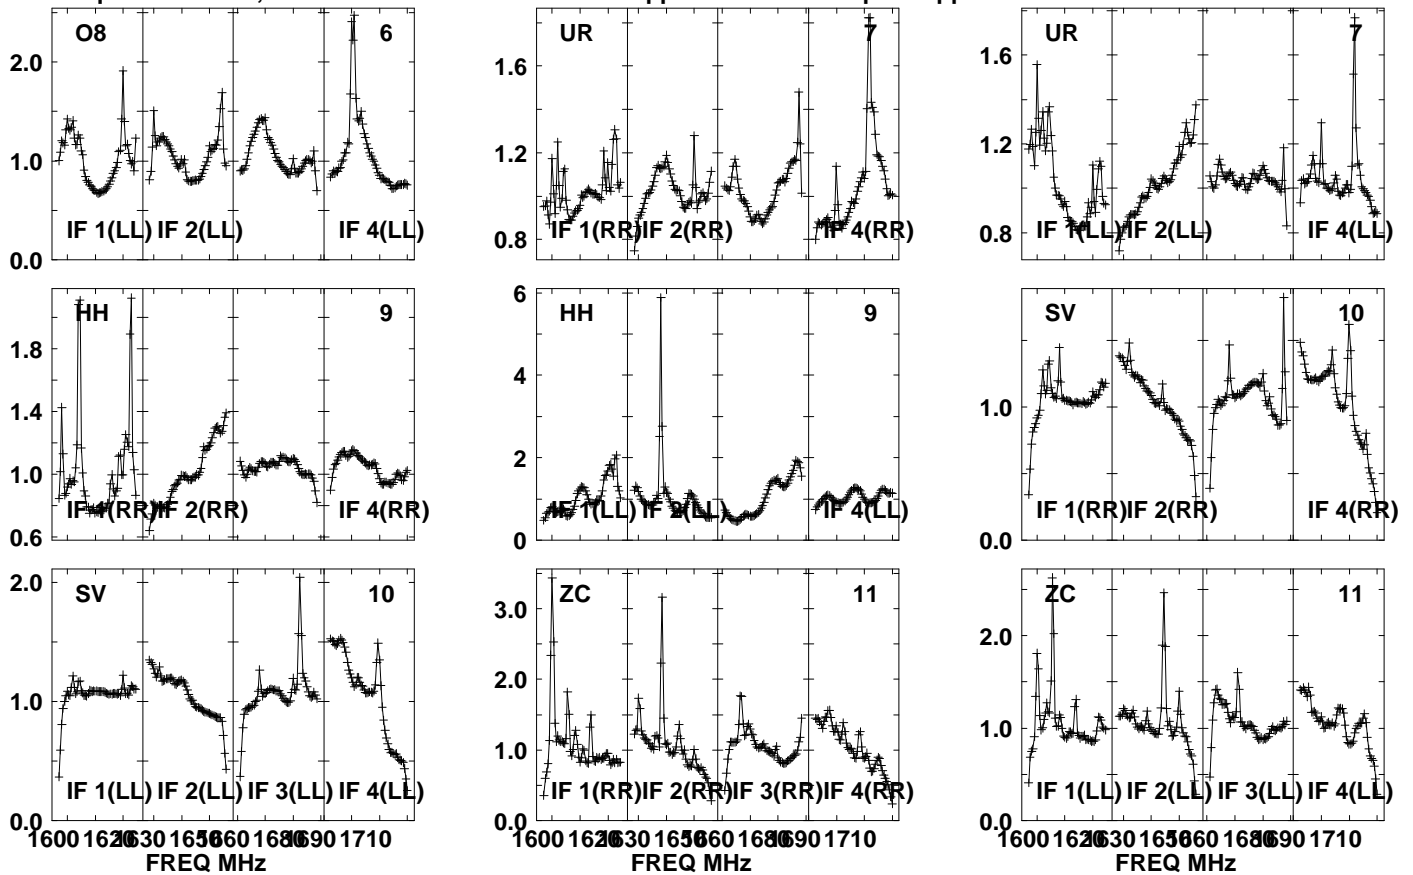 O8 6
2.0
1.0
0.0
IF 1(LL) IF 2(LL) IF 4(LL)
UR 7
1.6
1.2
0.8
IF 1(RR) IF 2(RR) IF 4(RR)
UR 7
1.6
1.2
0.8
IF 1(LL) IF 2(LL) IF 4(LL)
HH 9
1.8
1.4
1.0
0.6
IF 1(RR) IF 2(RR) IF 4(RR)
HH 9
6
4
2
0
IF 1(LL) IF 2(LL) IF 4(LL)
SV 10
1.0
0.0
IF 1(RR) IF 2(RR) IF 4(RR)
SV 10
2.0
1.0
0.0
IF 1(LL) IF 2(LL) IF 3(LL) IF 4(LL)
1600 1620 1630 1650 1660 1680 1690 1710
FREQ MHz
ZC 11
3.0
2.0
1.0
0.0
IF 1(RR) IF 2(RR) IF 3(RR) IF 4(RR)
1600 1620 1630 1650 1660 1680 1690 1710
FREQ MHz
ZC 11
2.0
1.0
0.0
IF 1(LL) IF 2(LL) IF 3(LL) IF 4(LL)
1600 1620 1630 1650 1660 1680 1690 1710
FREQ MHz